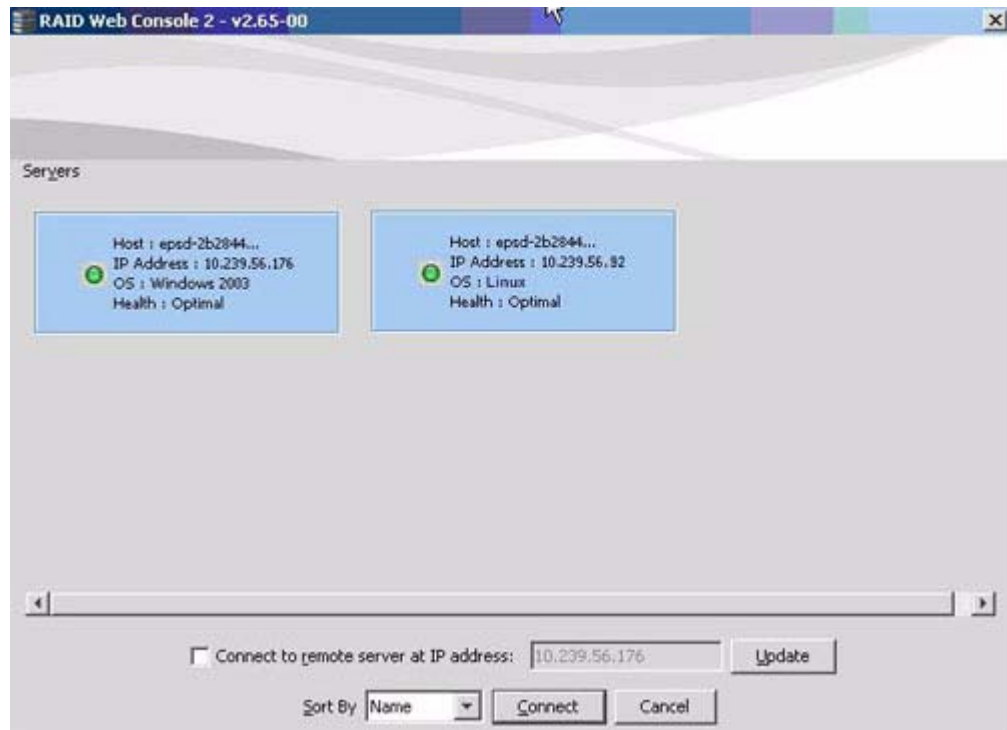 RAID Web Console 2 - v2.65-00
Servers
Host : epsd-2b2844...
IP Address : 10.239.56.176
OS : Windows 2003
Health : Optimal
Host : epsd-2b2844...
IP Address : 10.239.56.92
OS : Linux
Health : Optimal
Connect to remote server at IP address: 10.239.56.176 Update
Sort By Name Connect Cancel